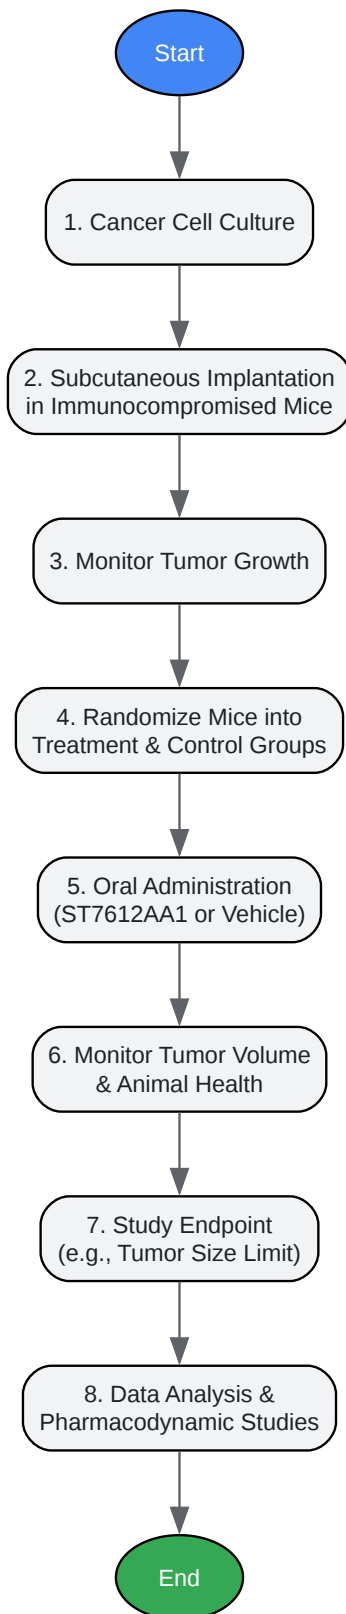 Start
1. Cancer Cell Culture
2. Subcutaneous Implantation
in Immunocompromised Mice
3. Monitor Tumor Growth
4. Randomize Mice into
Treatment & Control Groups
5. Oral Administration
(ST7612AA1 or Vehicle)
6. Monitor Tumor Volume
& Animal Health
7. Study Endpoint
(e.g., Tumor Size Limit)
8. Data Analysis &
Pharmacodynamic Studies
End